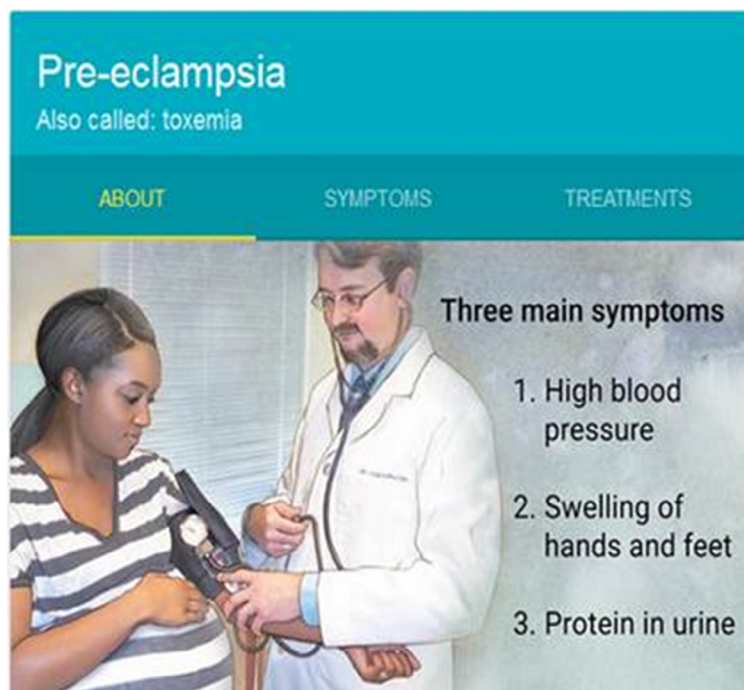 Pre-eclampsia
Also called: toxemia
ABOUT
SYMPTOMS
TREATMENTS
Three main symptoms
1. High blood
pressure
2. Swelling of
hands and feet
3. Protein in urine